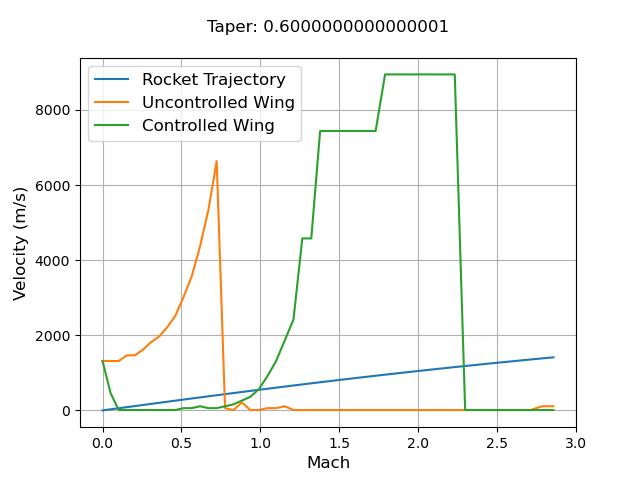 Taper: 0.6000000000000001
Rocket Trajectory
Uncontrolled Wing
Controlled Wing
8000
6000
4000
2000
0
Velocity (m/s)
0.0 0.5 1.0 1.5 2.0 2.5 3.0
Mach